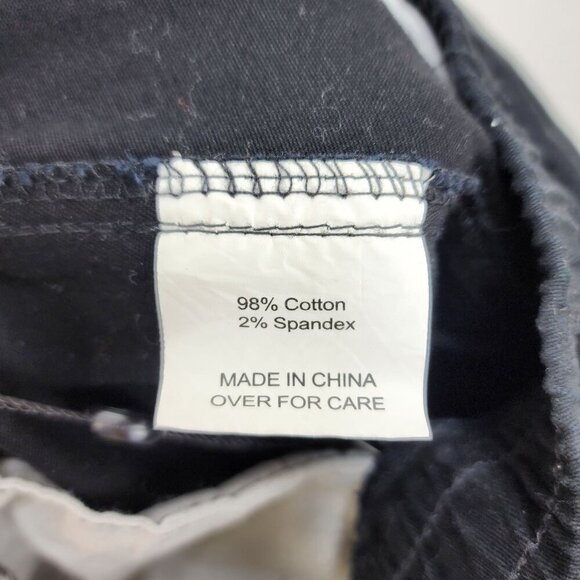 98% Cotton
2% Spandex
MADE IN CHINA
OVER FOR CARE